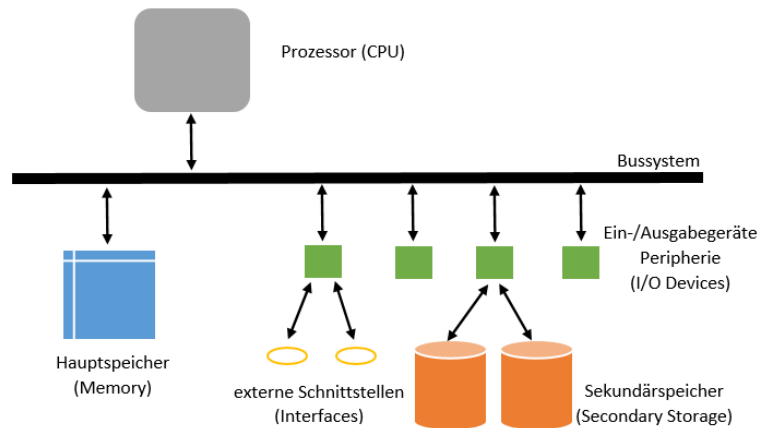 Prozessor (CPU)
Bussystem
Ein-/Ausgabegeräte
Peripherie
(I/O Devices)
Hauptspeicher
(Memory)
externe Schnittstellen
(Interfaces)
Sekundärspeicher
(Secondary Storage)